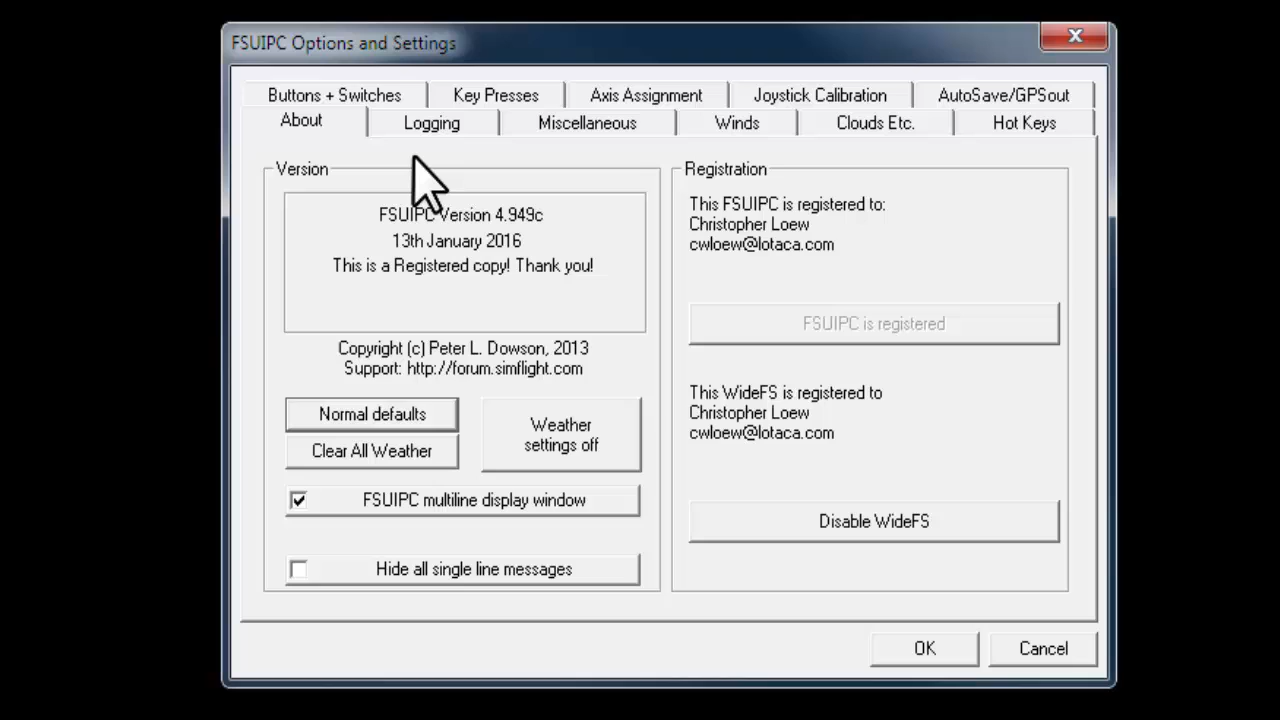 FSUIPC Options and Settings
Buttons + Switches
Key Presses
Axis Assignment
Joystick Calibration
AutoSave/GPSout
About
Logging
Miscellaneous
Winds
Clouds Etc.
Hot Keys
Version
FSUIPC Version 4.949c
13th January 2016
This is a Registered copy! Thank you!
Copyright (c) Peter L. Dowson, 2013
Support: http://forum.simflight.com
Normal defaults
Clear All Weather
Weather
settings off
FSUIPC multiline display window
Hide all single line messages
Registration
This FSUIPC is registered to:
Christopher Loew
cwloew@lotaca.com
FSUIPC is registered
This WideFS is registered to
Christopher Loew
cwloew@lotaca.com
Disable WideFS
OK
Cancel